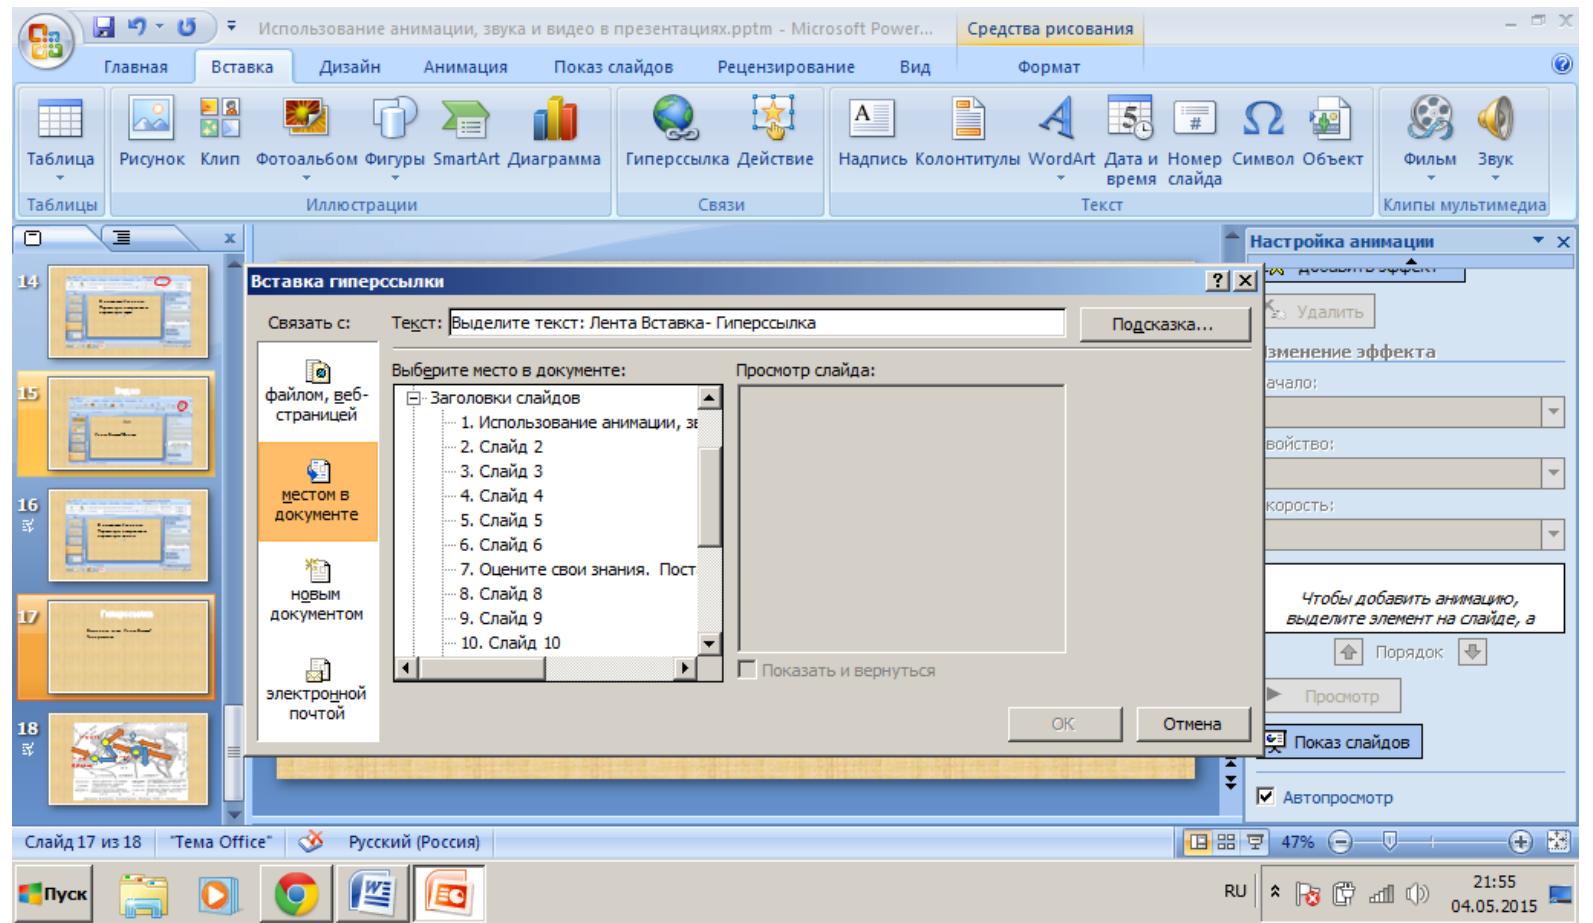 Использование анимации, звука и видео в презентациях.pptm - Microsoft Power...
Средства рисования
Главная Вставка Дизайн Анимация Показ слайдов Рецензирование Вид Формат
Таблица Рисунок Клип Фотоальбом Фигуры SmartArt Диаграмма Гиперссылка Действие Надпись Колонтитулы WordArt Дата и время Номер слайда Символ Объект Фильм Звук
Таблицы Иллюстрации Связи Текст Клипы мультимедиа
14
15
16
17
18
Вставка гиперссылки
Связать с:
Текст: Выделите текст: Лента Вставка- Гиперссылка
Подсказка...
файлом, веб-
страницей
местом в
документе
новым
документом
электронной
почтой
Выберите место в документе:
Заголовки слайдов
1. Использование анимации, зв
2. Слайд 2
3. Слайд 3
4. Слайд 4
5. Слайд 5
6. Слайд 6
7. Оцените свои знания. Пост
8. Слайд 8
9. Слайд 9
10. Слайд 10
Просмотр слайда:
Показать и вернуться
ОК
Отмена
Настройка анимации
Добавить эффект
Удалить
Изменение эффекта
ачало:
войство:
корость:
Чтобы добавить анимацию,
выделите элемент на слайде, а
Порядок
Просмотр
Показ слайдов
Автопросмотр
Слайд 17 из 18 "Тема Office" Русский (Россия) 47%
Пуск
RU
21:55
04.05.2015